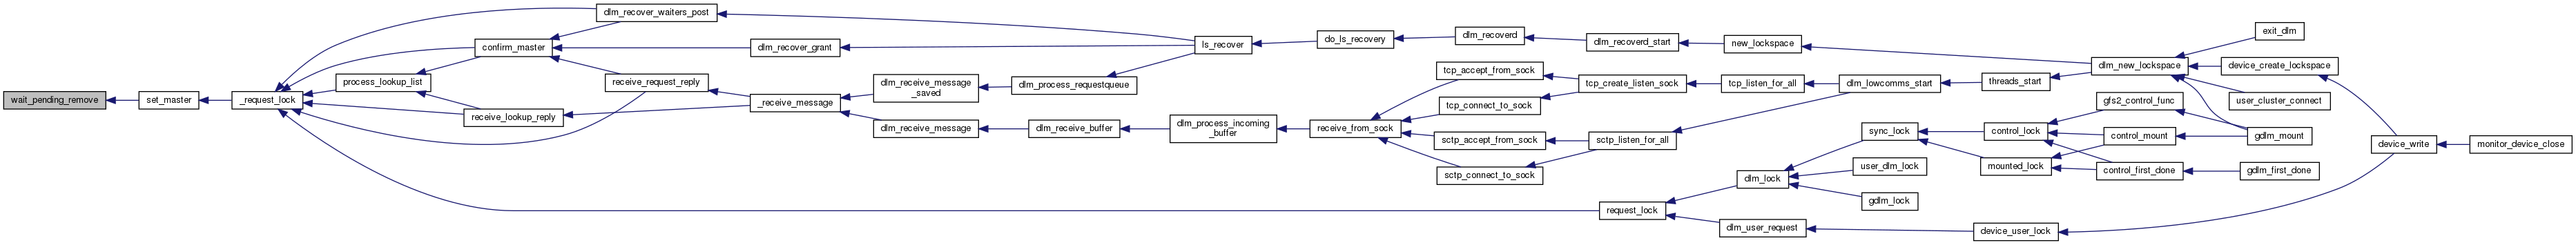 wait_pending_remove
set_master
_request_lock
dlm_recover_waiters_post
confirm_master
process_lookup_list
receive_lookup_reply
dlm_recover_grant
receive_request_reply
_receive_message
dlm_receive_message
_saved
dlm_receive_message
dlm_process_requestqueue
dlm_receive_buffer
dlm_process_incoming
_buffer
ls_recover
do_ls_recovery
dlm_recoverd
dlm_recoverd_start
new_lockspace
receive_from_sock
tcp_accept_from_sock
tcp_connect_to_sock
sctp_accept_from_sock
sctp_connect_to_sock
tcp_create_listen_sock
sctp_listen_for_all
tcp_listen_for_all
dlm_lowcomms_start
threads_start
dlm_new_lockspace
exit_dlm
device_create_lockspace
user_cluster_connect
gdlm_mount
request_lock
dlm_lock
dlm_user_request
sync_lock
user_dlm_lock
gdlm_lock
device_user_lock
control_lock
mounted_lock
gfs2_control_func
control_mount
control_first_done
gdlm_first_done
device_write
monitor_device_close